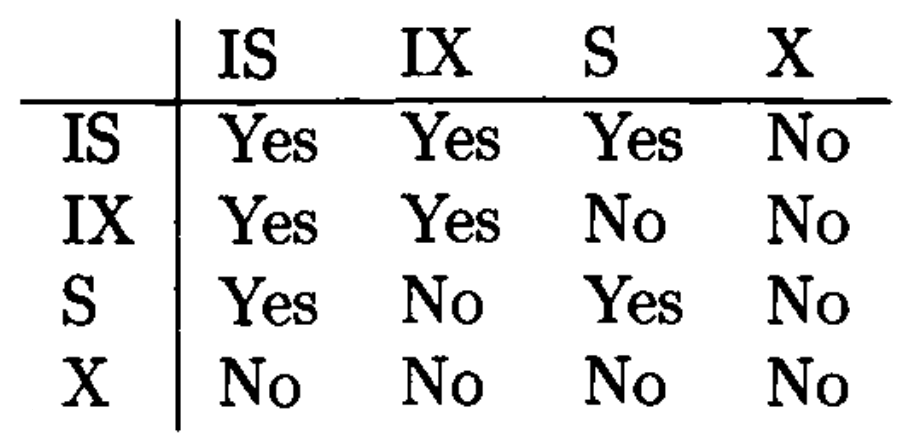 IS IX S X
IS Yes Yes Yes No
IX Yes Yes No No
S Yes No Yes No
X No No No No